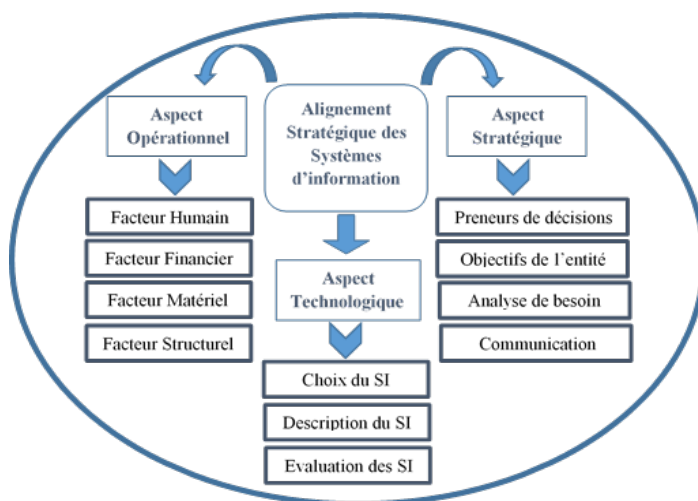 Alignement
Stratégique des
Systèmes
d'information
Aspect
Opérationnel
Facteur Humain
Facteur Financier
Facteur Matériel
Facteur Structurel
Aspect
Technologique
Choix du SI
Description du SI
Evaluation des SI
Aspect
Stratégique
Preneurs de décisions
Objectifs de l'entité
Analyse de besoin
Communication